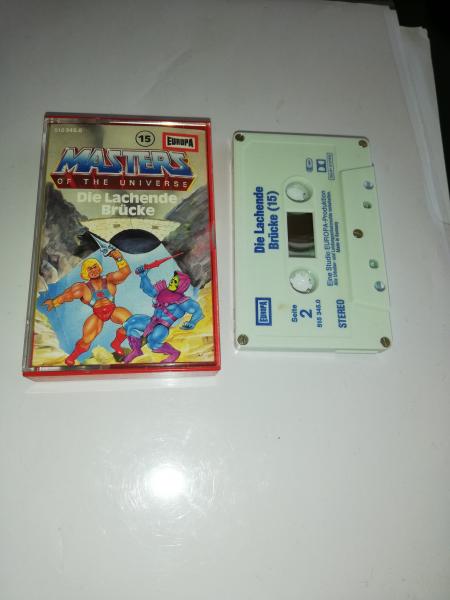 515 345.0
15
EUROPA
MASTERS
OF THE UNIVERSE
Die Lachende
Brücke
Die Lachende
Brücke (15)
Eine Studio EUROPA-Produktion
Made in Germany
EUROPA
Seite
2
515 345.0
STEREO